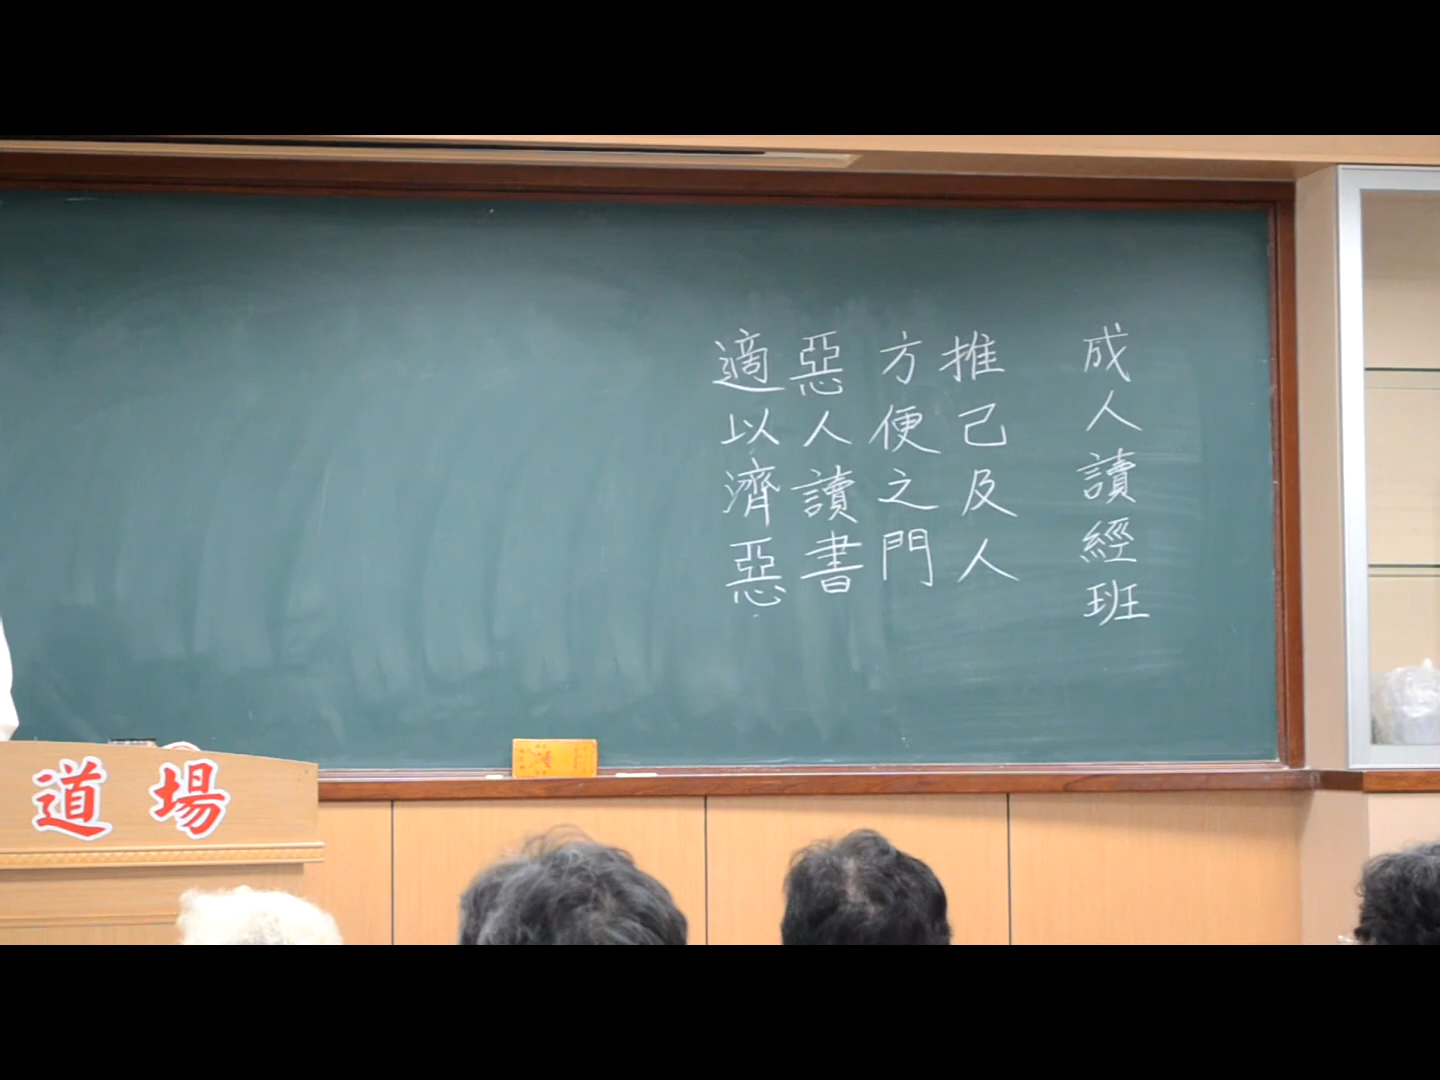 成人讀經班
推己及人
方便之門
惡人讀書
適以濟惡
道場